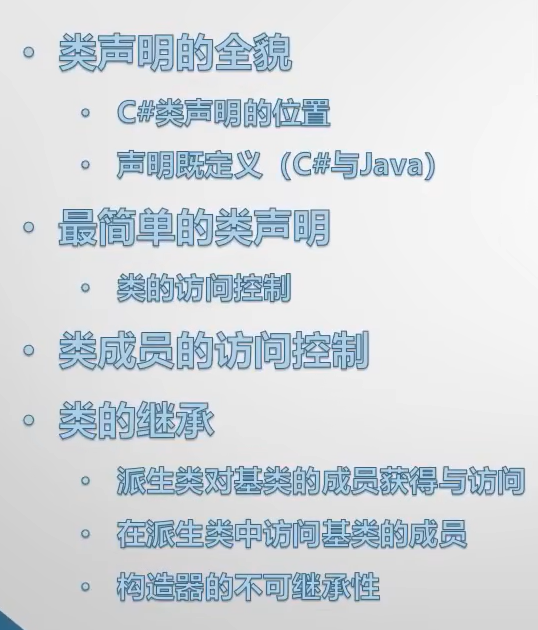 • 类声明的全貌
• C#类声明的位置
• 声明既定义（C#与Java）
• 最简单的类声明
• 类的访问控制
• 类成员的访问控制
• 类的继承
• 派生类对基类的成员获得与访问
• 在派生类中访问基类的成员
• 构造器的不可继承性